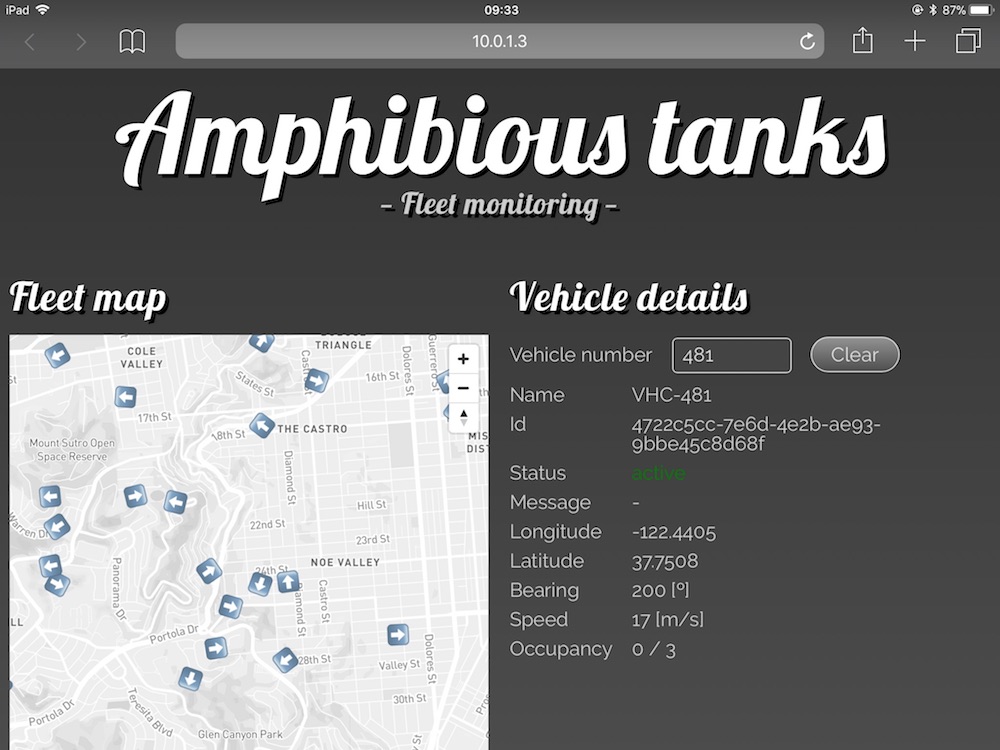 iPad
09:33
87%
10.0.1.3
Amphibious tanks
– Fleet monitoring –
Fleet map
COLE
VALLEY
TRIANGLE
Castro St
Dolores St
Guerrero St
16th St
States St
17th St
18th St
THE CASTRO
MIS
DIST
Mount Sutro Open
Space Reserve
Diamond St
Hill St
22nd St
23rd St
Warren Dr
NOE VALLEY
24th St
Panorama Dr
Diamond St
Castro St
LL
Portola Dr
28th St
Valley St
Dolores St
30th St
Portola Dr
Teresita Blvd
Glen Canyon Park
+
−
Vehicle details
Vehicle number 481 Clear
Name VHC-481
Id 4722c5cc-7e6d-4e2b-ae93-
9bbe45c8d68f
Status active
Message -
Longitude -122.4405
Latitude 37.7508
Bearing 200 [º]
Speed 17 [m/s]
Occupancy 0 / 3